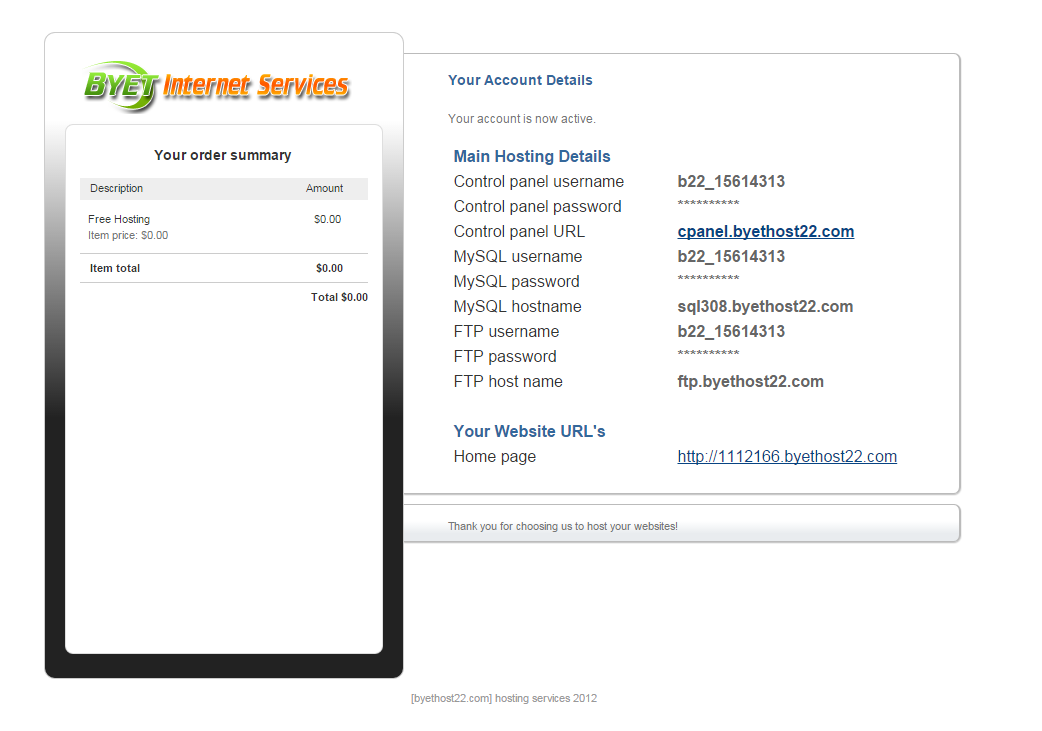 BYET Internet Services
Your order summary
Description Amount
Free Hosting $0.00
Item price: $0.00
Item total $0.00
Total $0.00
Your Account Details
Your account is now active.
Main Hosting Details
Control panel username b22_15614313
Control panel password **********
Control panel URL cpanel.byethost22.com
MySQL username b22_15614313
MySQL password **********
MySQL hostname sql308.byethost22.com
FTP username b22_15614313
FTP password **********
FTP host name ftp.byethost22.com
Your Website URL's
Home page http://1112166.byethost22.com
Thank you for choosing us to host your websites!
[byethost22.com] hosting services 2012